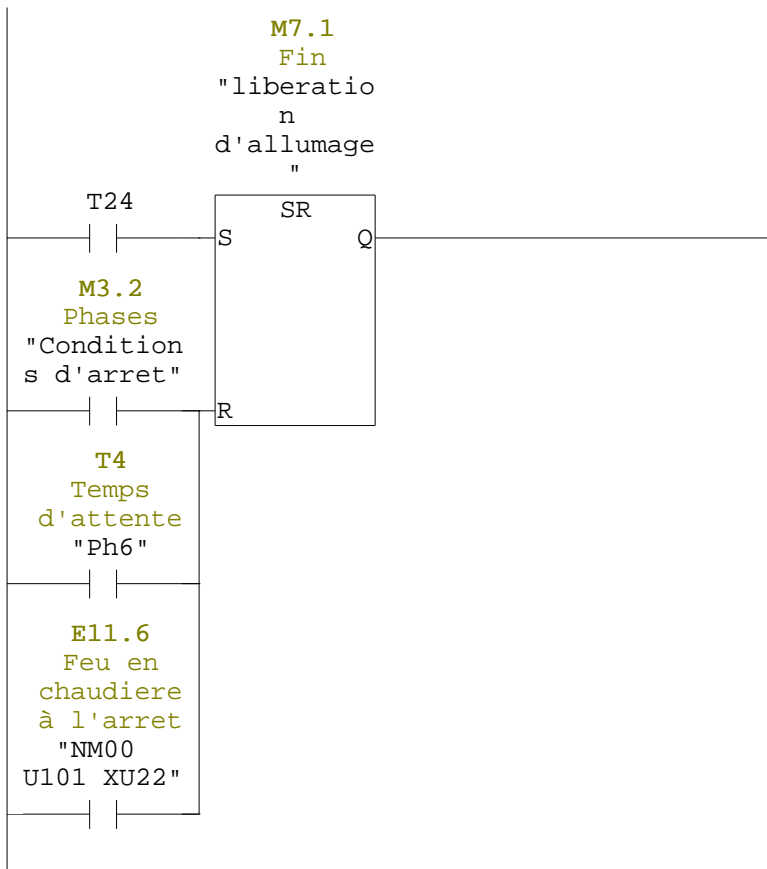 M7.1
Fin
"liberatio
n
d'allumage
"
T24
SR
S
Q
M3.2
Phases
"Condition
s d'arret"
R
T4
Temps
d'attente
"Ph6"
E11.6
Feu en
chaudiere
à l'arret
"NM00
U101 XU22"